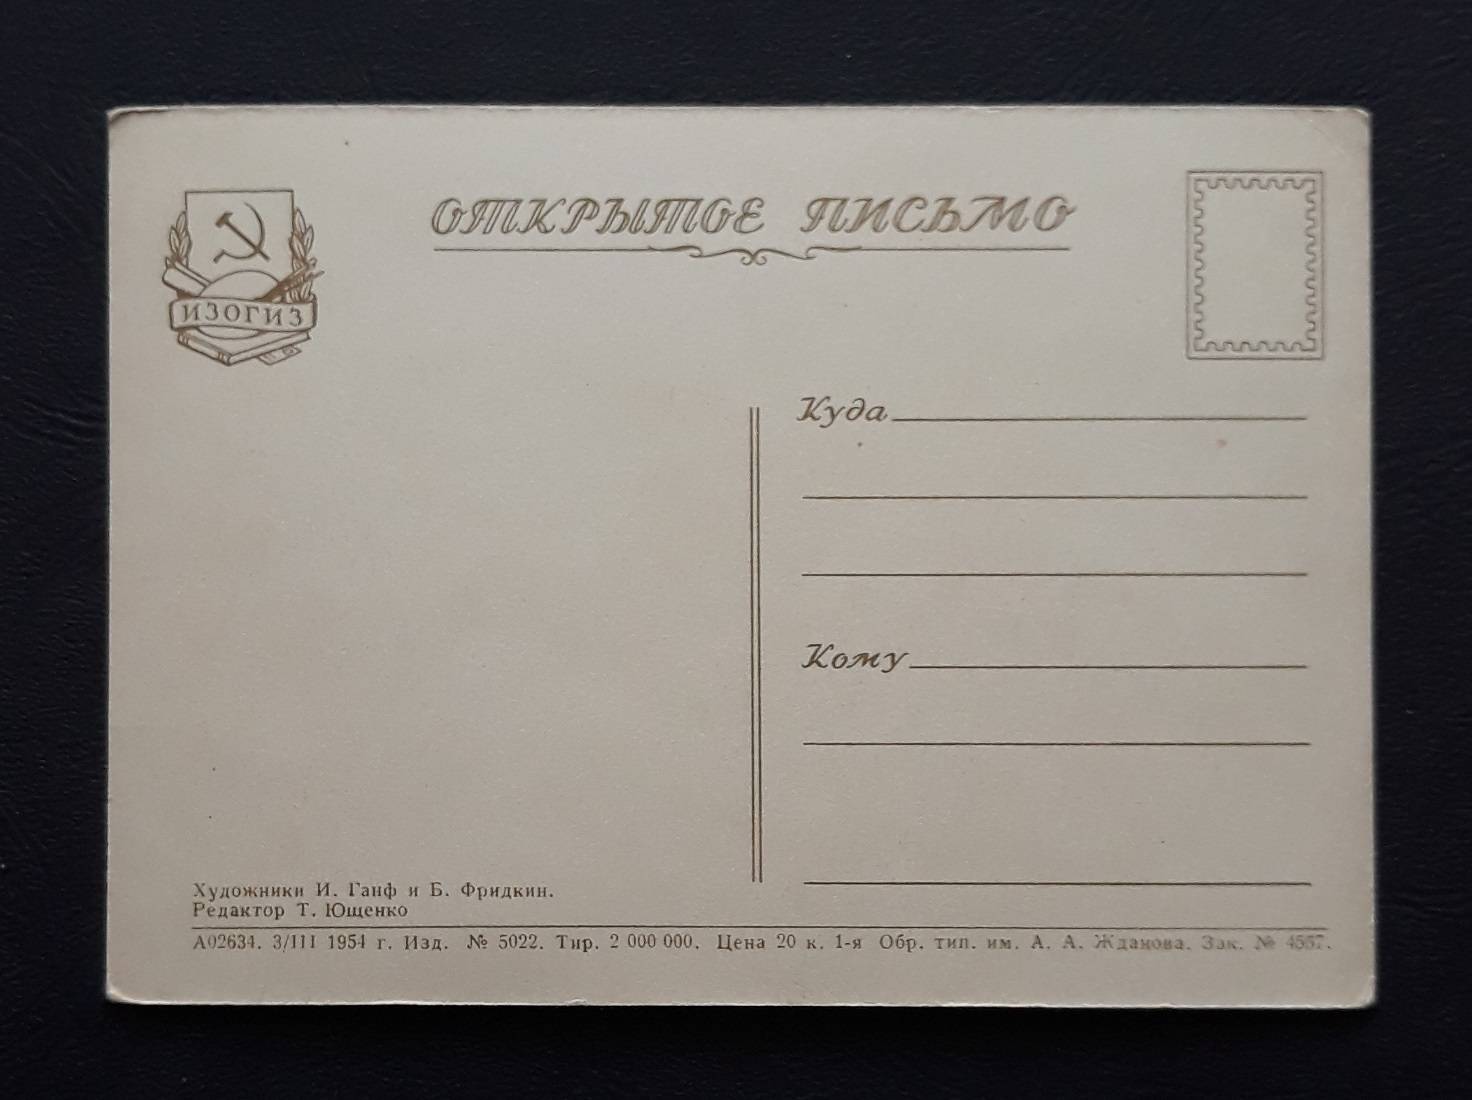 ОТКРЫТОЕ ПИСЬМО
ИЗОГИЗ
Куда
Кому
Художники И. Ганф и Б. Фридкин.
Редактор Т. Ющенко
А02634. 3/III 1954 г. Изд. № 5022. Тир. 2 000 000. Цена 20 к. 1-я Обр. тип. им. А. А. Жданова. Зак. № 4557.